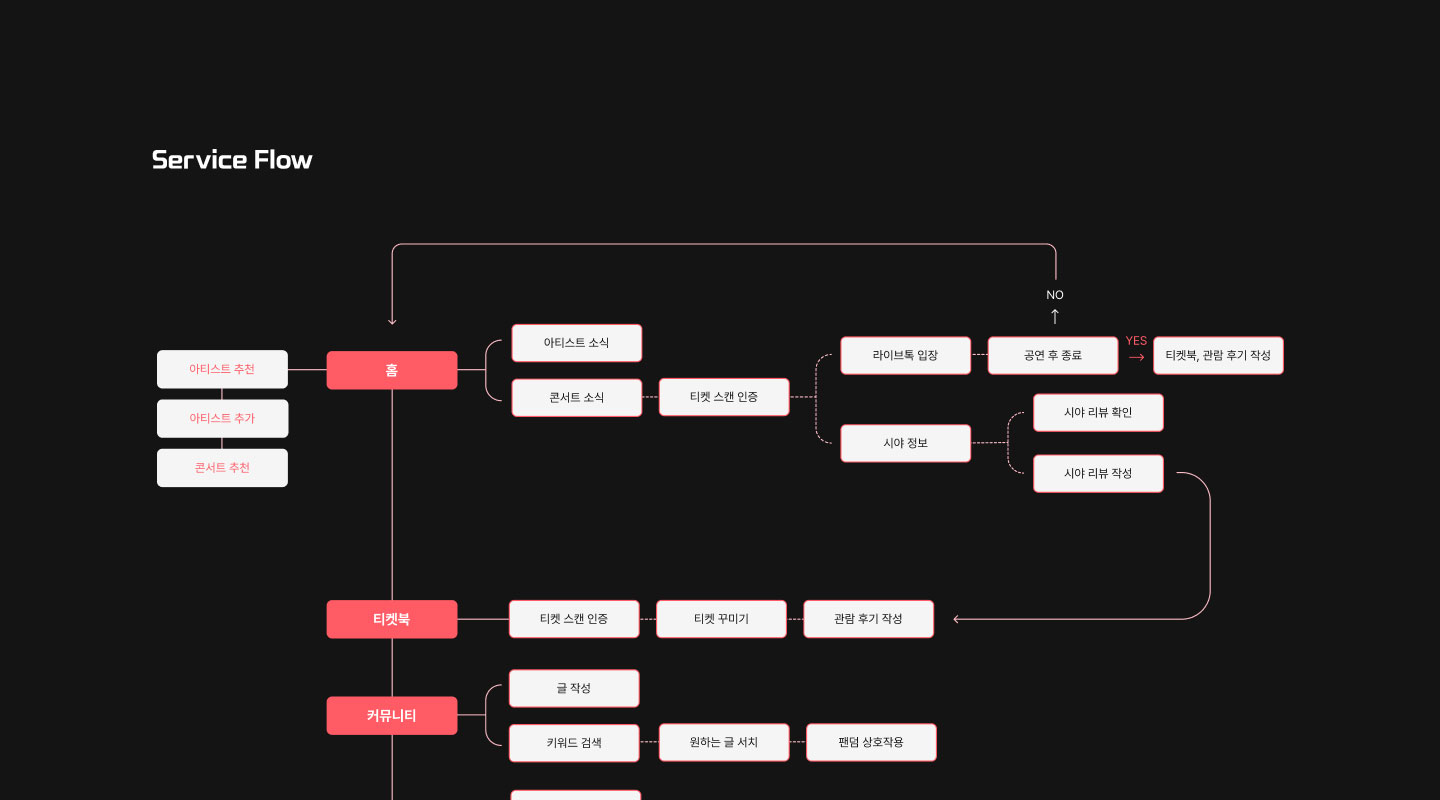 Service Flow
NO
아티스트 소식
YES
라이브톡 입장
공연 후 종료
티켓북, 관람 후기 작성
아티스트 추천
홈
콘서트 소식
티켓 스캔 인증
시야 리뷰 확인
아티스트 추가
시야 정보
콘서트 추천
시야 리뷰 작성
티켓북
티켓 스캔 인증
티켓 꾸미기
관람 후기 작성
글 작성
커뮤니티
키워드 검색
원하는 글 서치
팬덤 상호작용